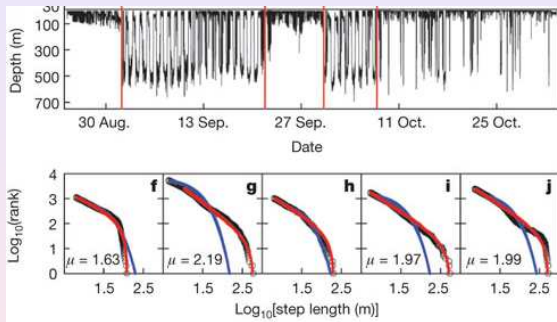 30
100
300
500
700
Depth (m)
30 Aug.
13 Sep.
27 Sep.
11 Oct.
25 Oct.
Date
4
3
2
1
0
Log10(rank)
f
g
h
i
j
μ = 1.63
μ = 2.19
μ = 1.97
μ = 1.99
1.5 2.5 1.5 2.5 1.5 2.5 1.5 2.5 1.5 2.5
Log10[step length (m)]